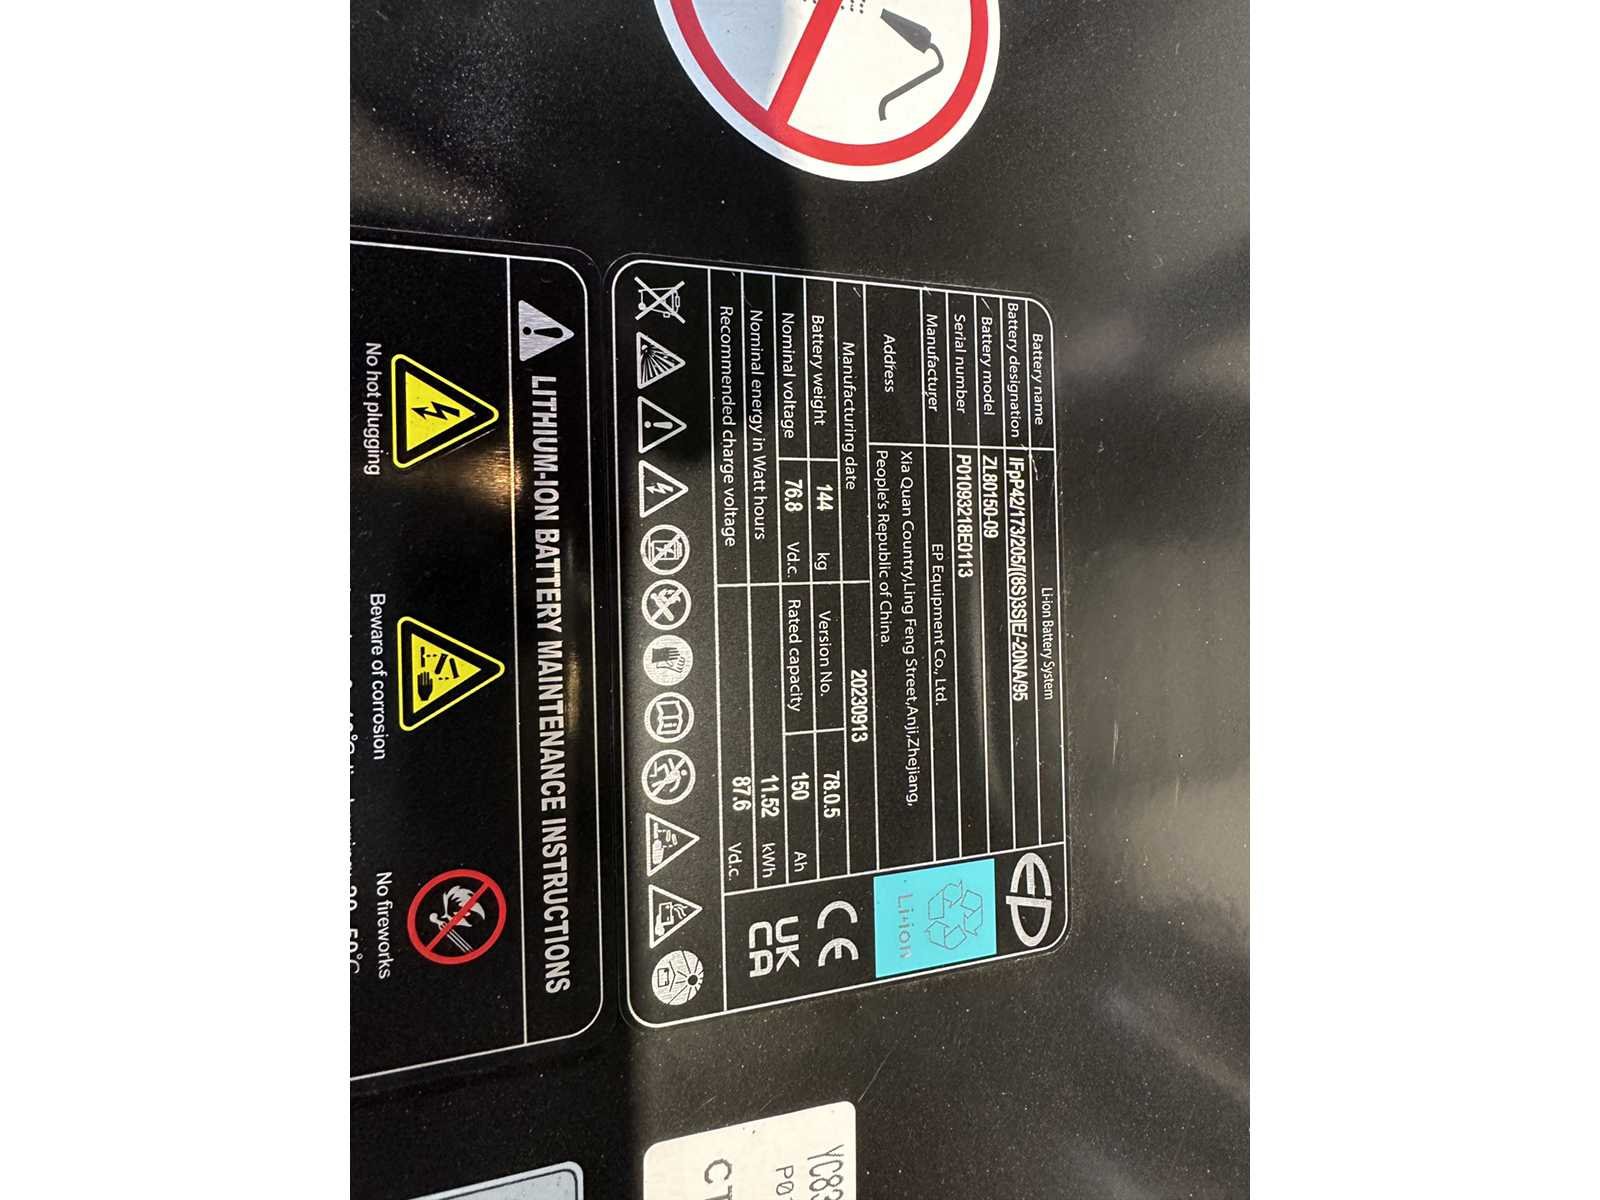 Battery name Li-ion Battery System
Battery designation IFpP42/173/205/[(8S)3S]E/-20NA/95
Battery model ZL80150-09
Serial number P01093218E0113
Manufacturer EP Equipment Co., Ltd.
Address Xia Quan Country,Ling Feng Street,Anji,Zhejiang,
People's Republic of China
Manufacturing date 20230913
Battery weight 144 kg Version No. 78.0.5
Nominal voltage 76.8 Vd.c. Rated capacity 150 Ah
Nominal energy in Watt hours 11.52 kWh
Recommended charge voltage 87.6 Vd.c.
EP
Li-ion
CE
UK
CA
LITHIUM-ION BATTERY MAINTENANCE INSTRUCTIONS
No hot plugging
Beware of corrosion
No fireworks